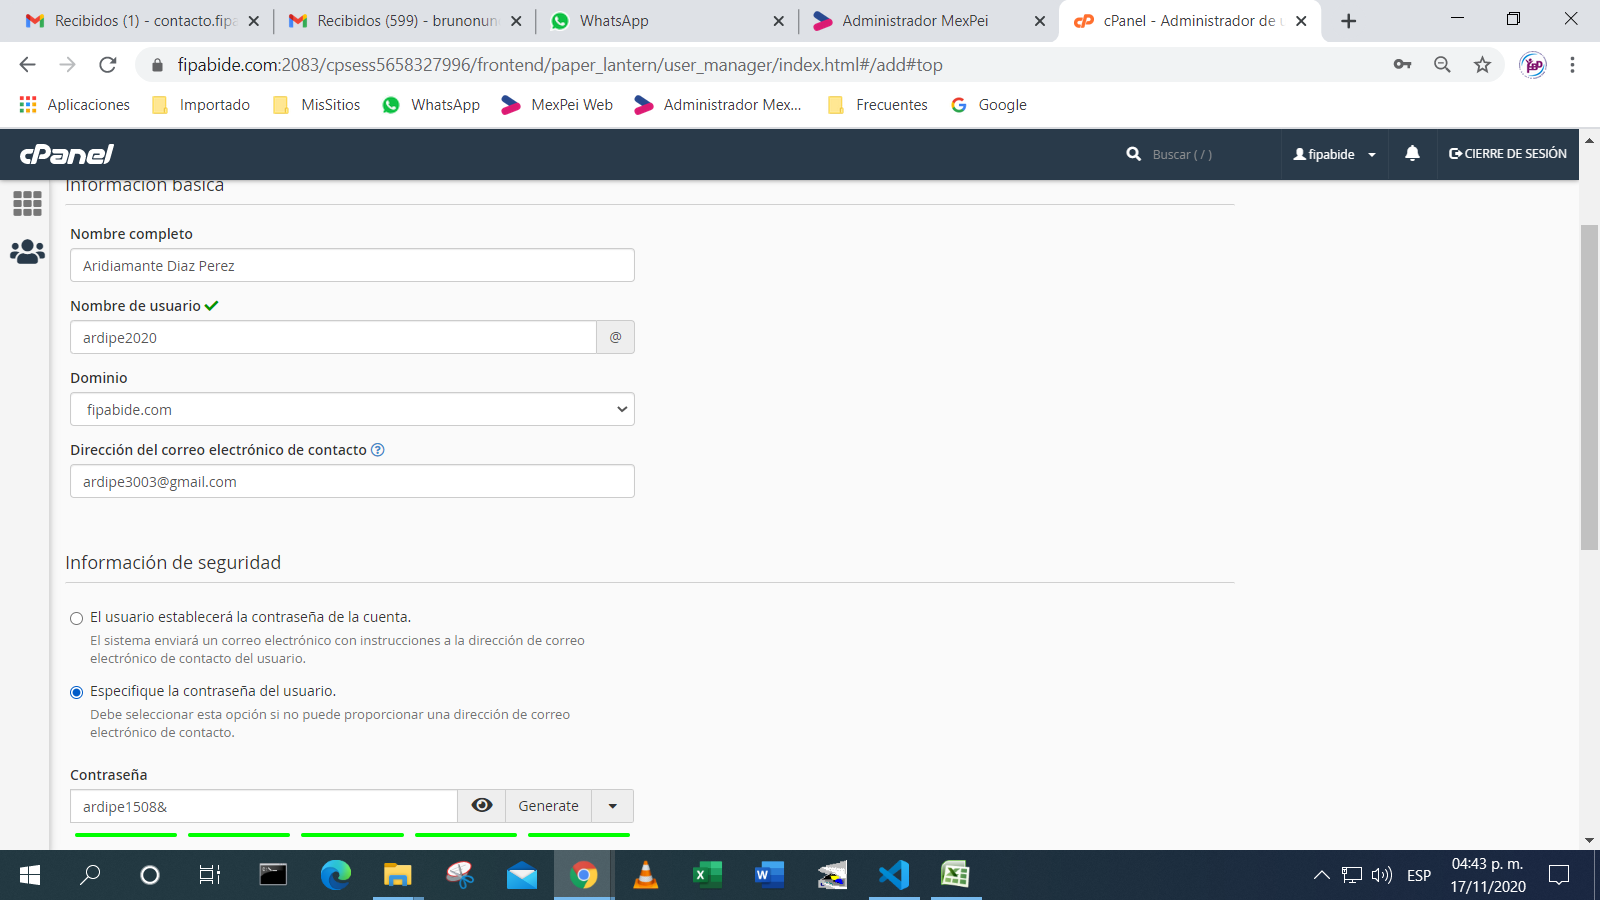 Recibidos (1) - contacto.fipa
Recibidos (599) - brunonun
WhatsApp
Administrador MexPei
cPanel - Administrador de u
fipabide.com:2083/cpsess5658327996/frontend/paper_lantern/user_manager/index.html#/add#top
Aplicaciones
Importado
MisSitios
WhatsApp
MexPei Web
Administrador Mex...
Frecuentes
Google
cPanel
Buscar ( / )
fipabide
CIERRE DE SESIÓN
Información básica
Nombre completo
Aridiamante Diaz Perez
Nombre de usuario
ardipe2020
@
Dominio
fipabide.com
Dirección del correo electrónico de contacto
ardipe3003@gmail.com
Información de seguridad
El usuario establecerá la contraseña de la cuenta.
El sistema enviará un correo electrónico con instrucciones a la dirección de correo
electrónico de contacto del usuario.
Especifique la contraseña del usuario.
Debe seleccionar esta opción si no puede proporcionar una dirección de correo
electrónico de contacto.
Contraseña
ardipe1508&
Generate
ESP
04:43 p. m.
17/11/2020